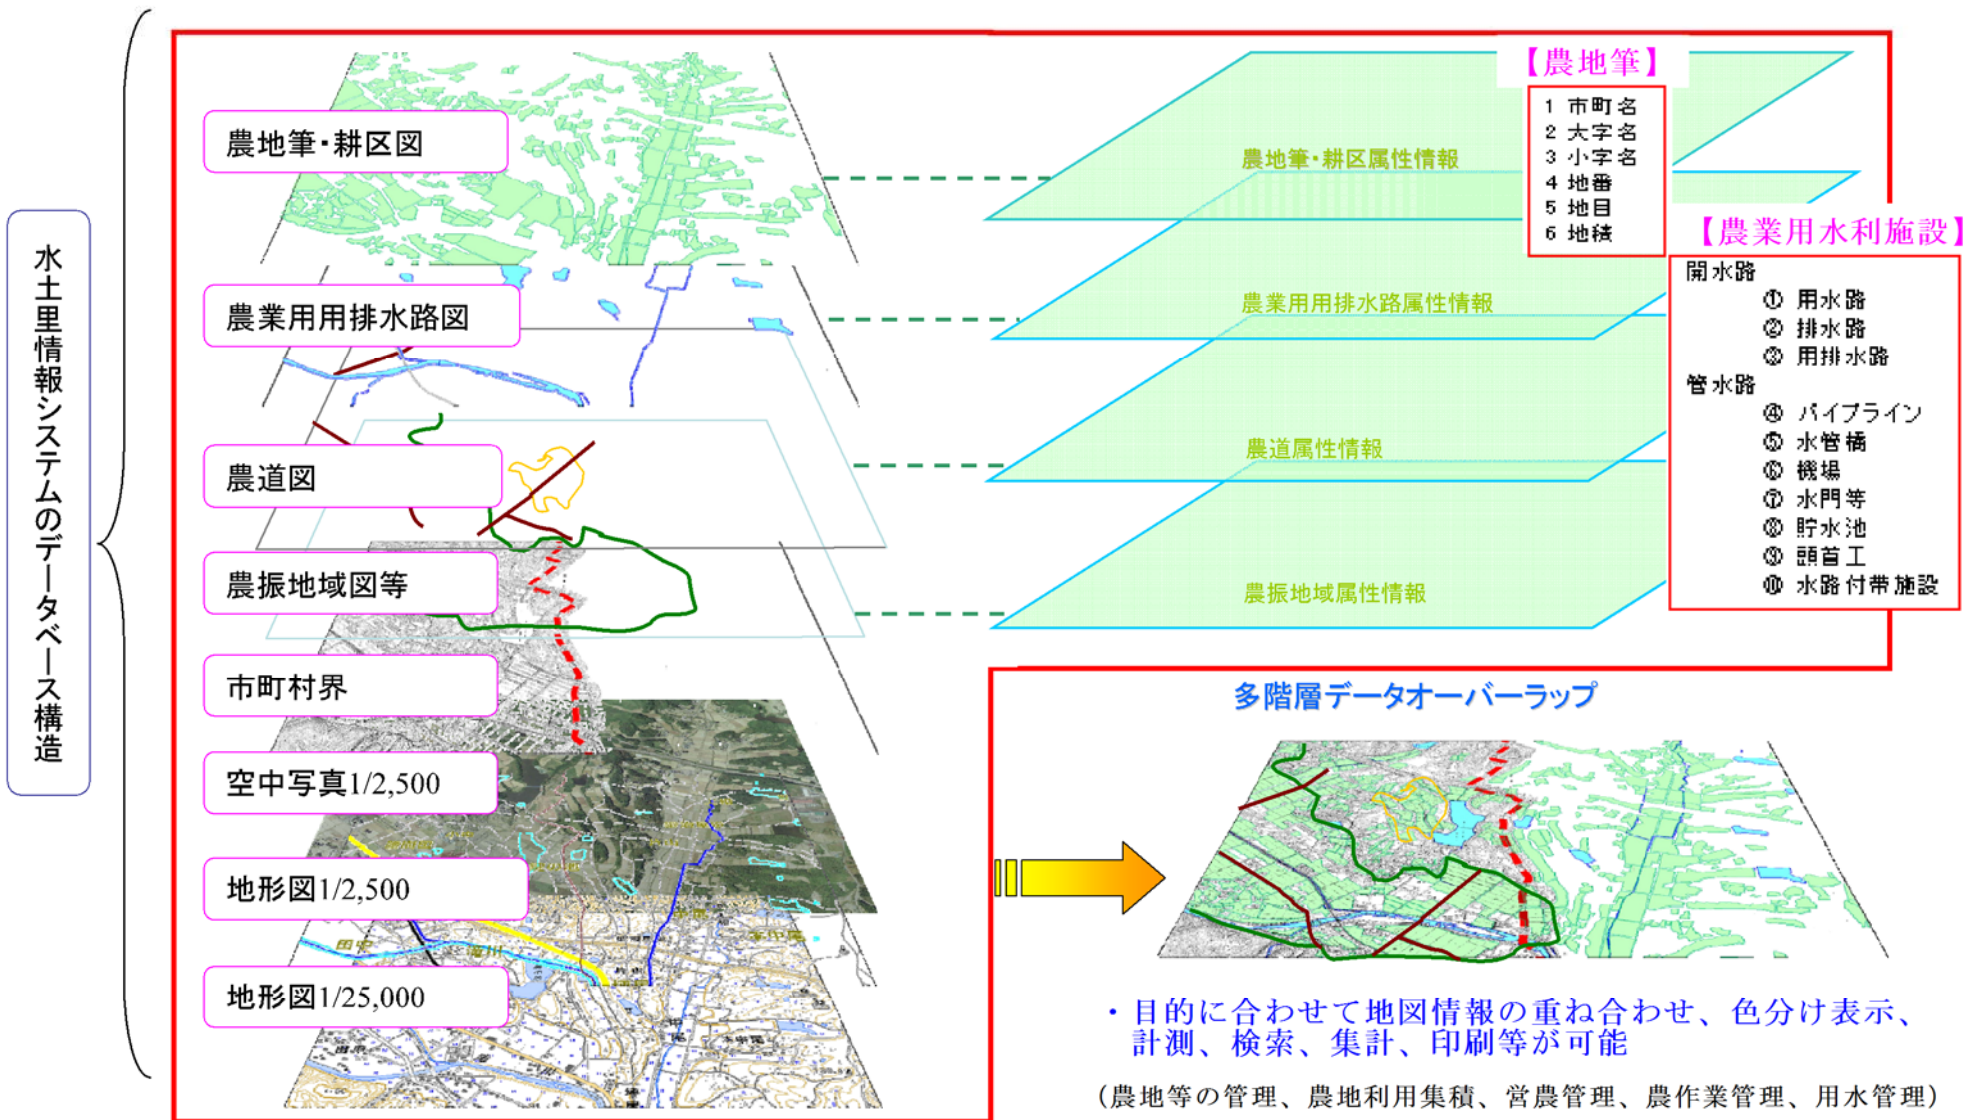 水土里情報システムのデータベース構造
農地筆・耕区図
農業用用排水路図
農道図
農振地域図等
市町村界
空中写真1/2,500
地形図1/2,500
地形図1/25,000
農地筆・耕区属性情報
農業用用排水路属性情報
農道属性情報
農振地域属性情報
【農地筆】
1 市町名
2 大字名
3 小字名
4 地番
5 地目
6 地積
【農業用水利施設】
開水路
① 用水路
② 排水路
③ 用排水路
管水路
④ パイプライン
⑤ 水管橋
⑥ 機場
⑦ 水門等
⑧ 貯水池
⑨ 頭首工
⑩ 水路付帯施設
多階層データオーバーラップ
・目的に合わせて地図情報の重ね合わせ、色分け表示、
計測、検索、集計、印刷等が可能
（農地等の管理、農地利用集積、営農管理、農作業管理、用水管理）